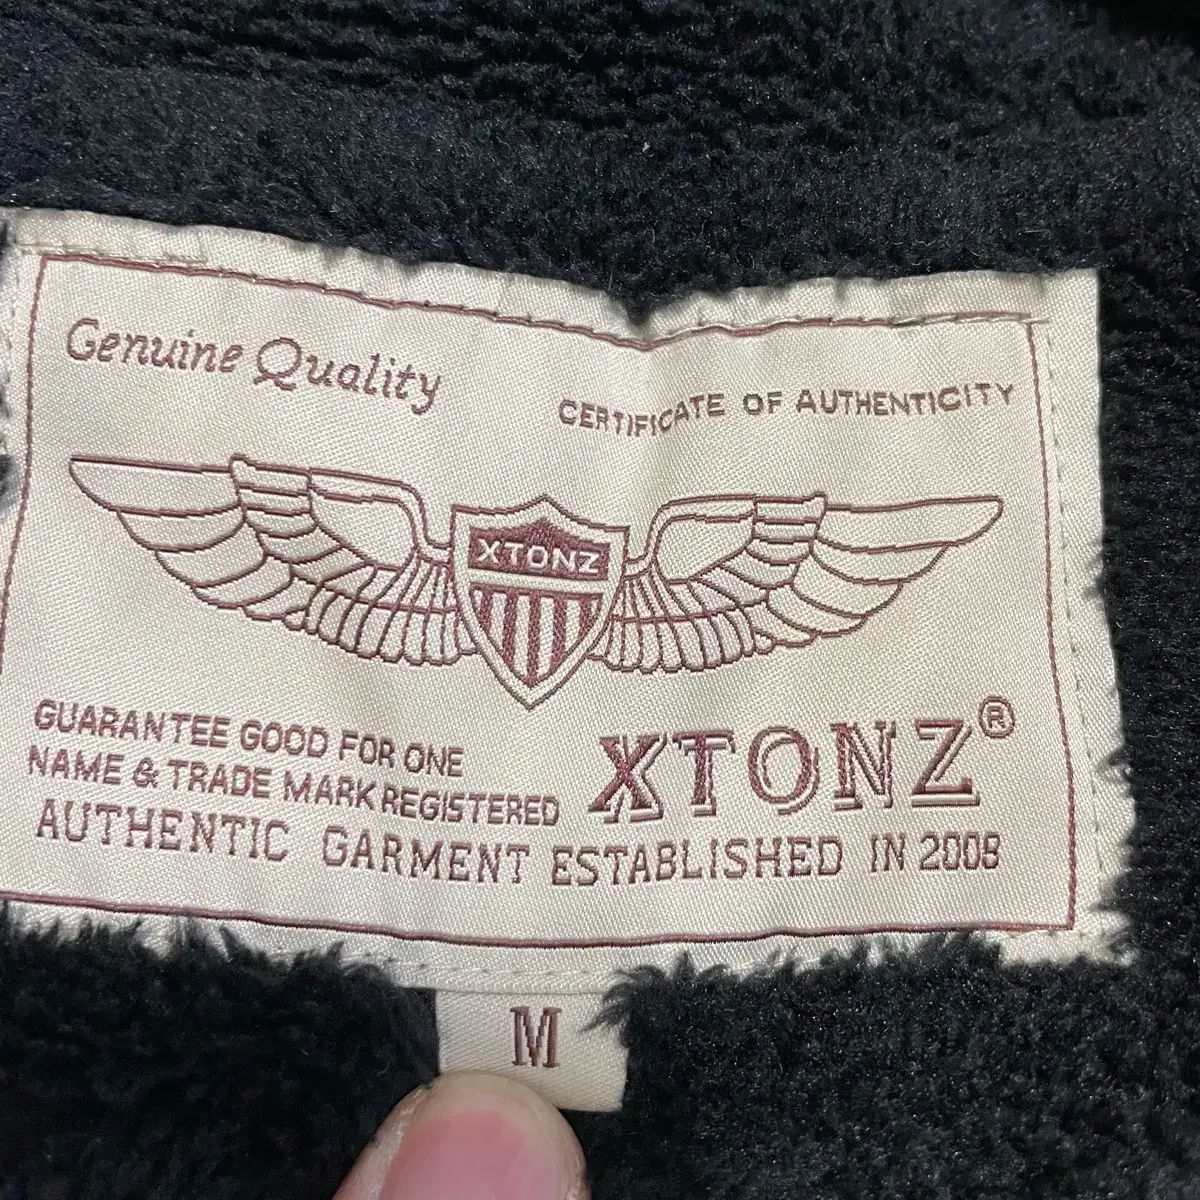 Genuine Quality
CERTIFICATE OF AUTHENTICITY
XTONZ
GUARANTEE GOOD FOR ONE
NAME & TRADE MARK REGISTERED
XTONZ®
AUTHENTIC GARMENT ESTABLISHED IN 2008
M